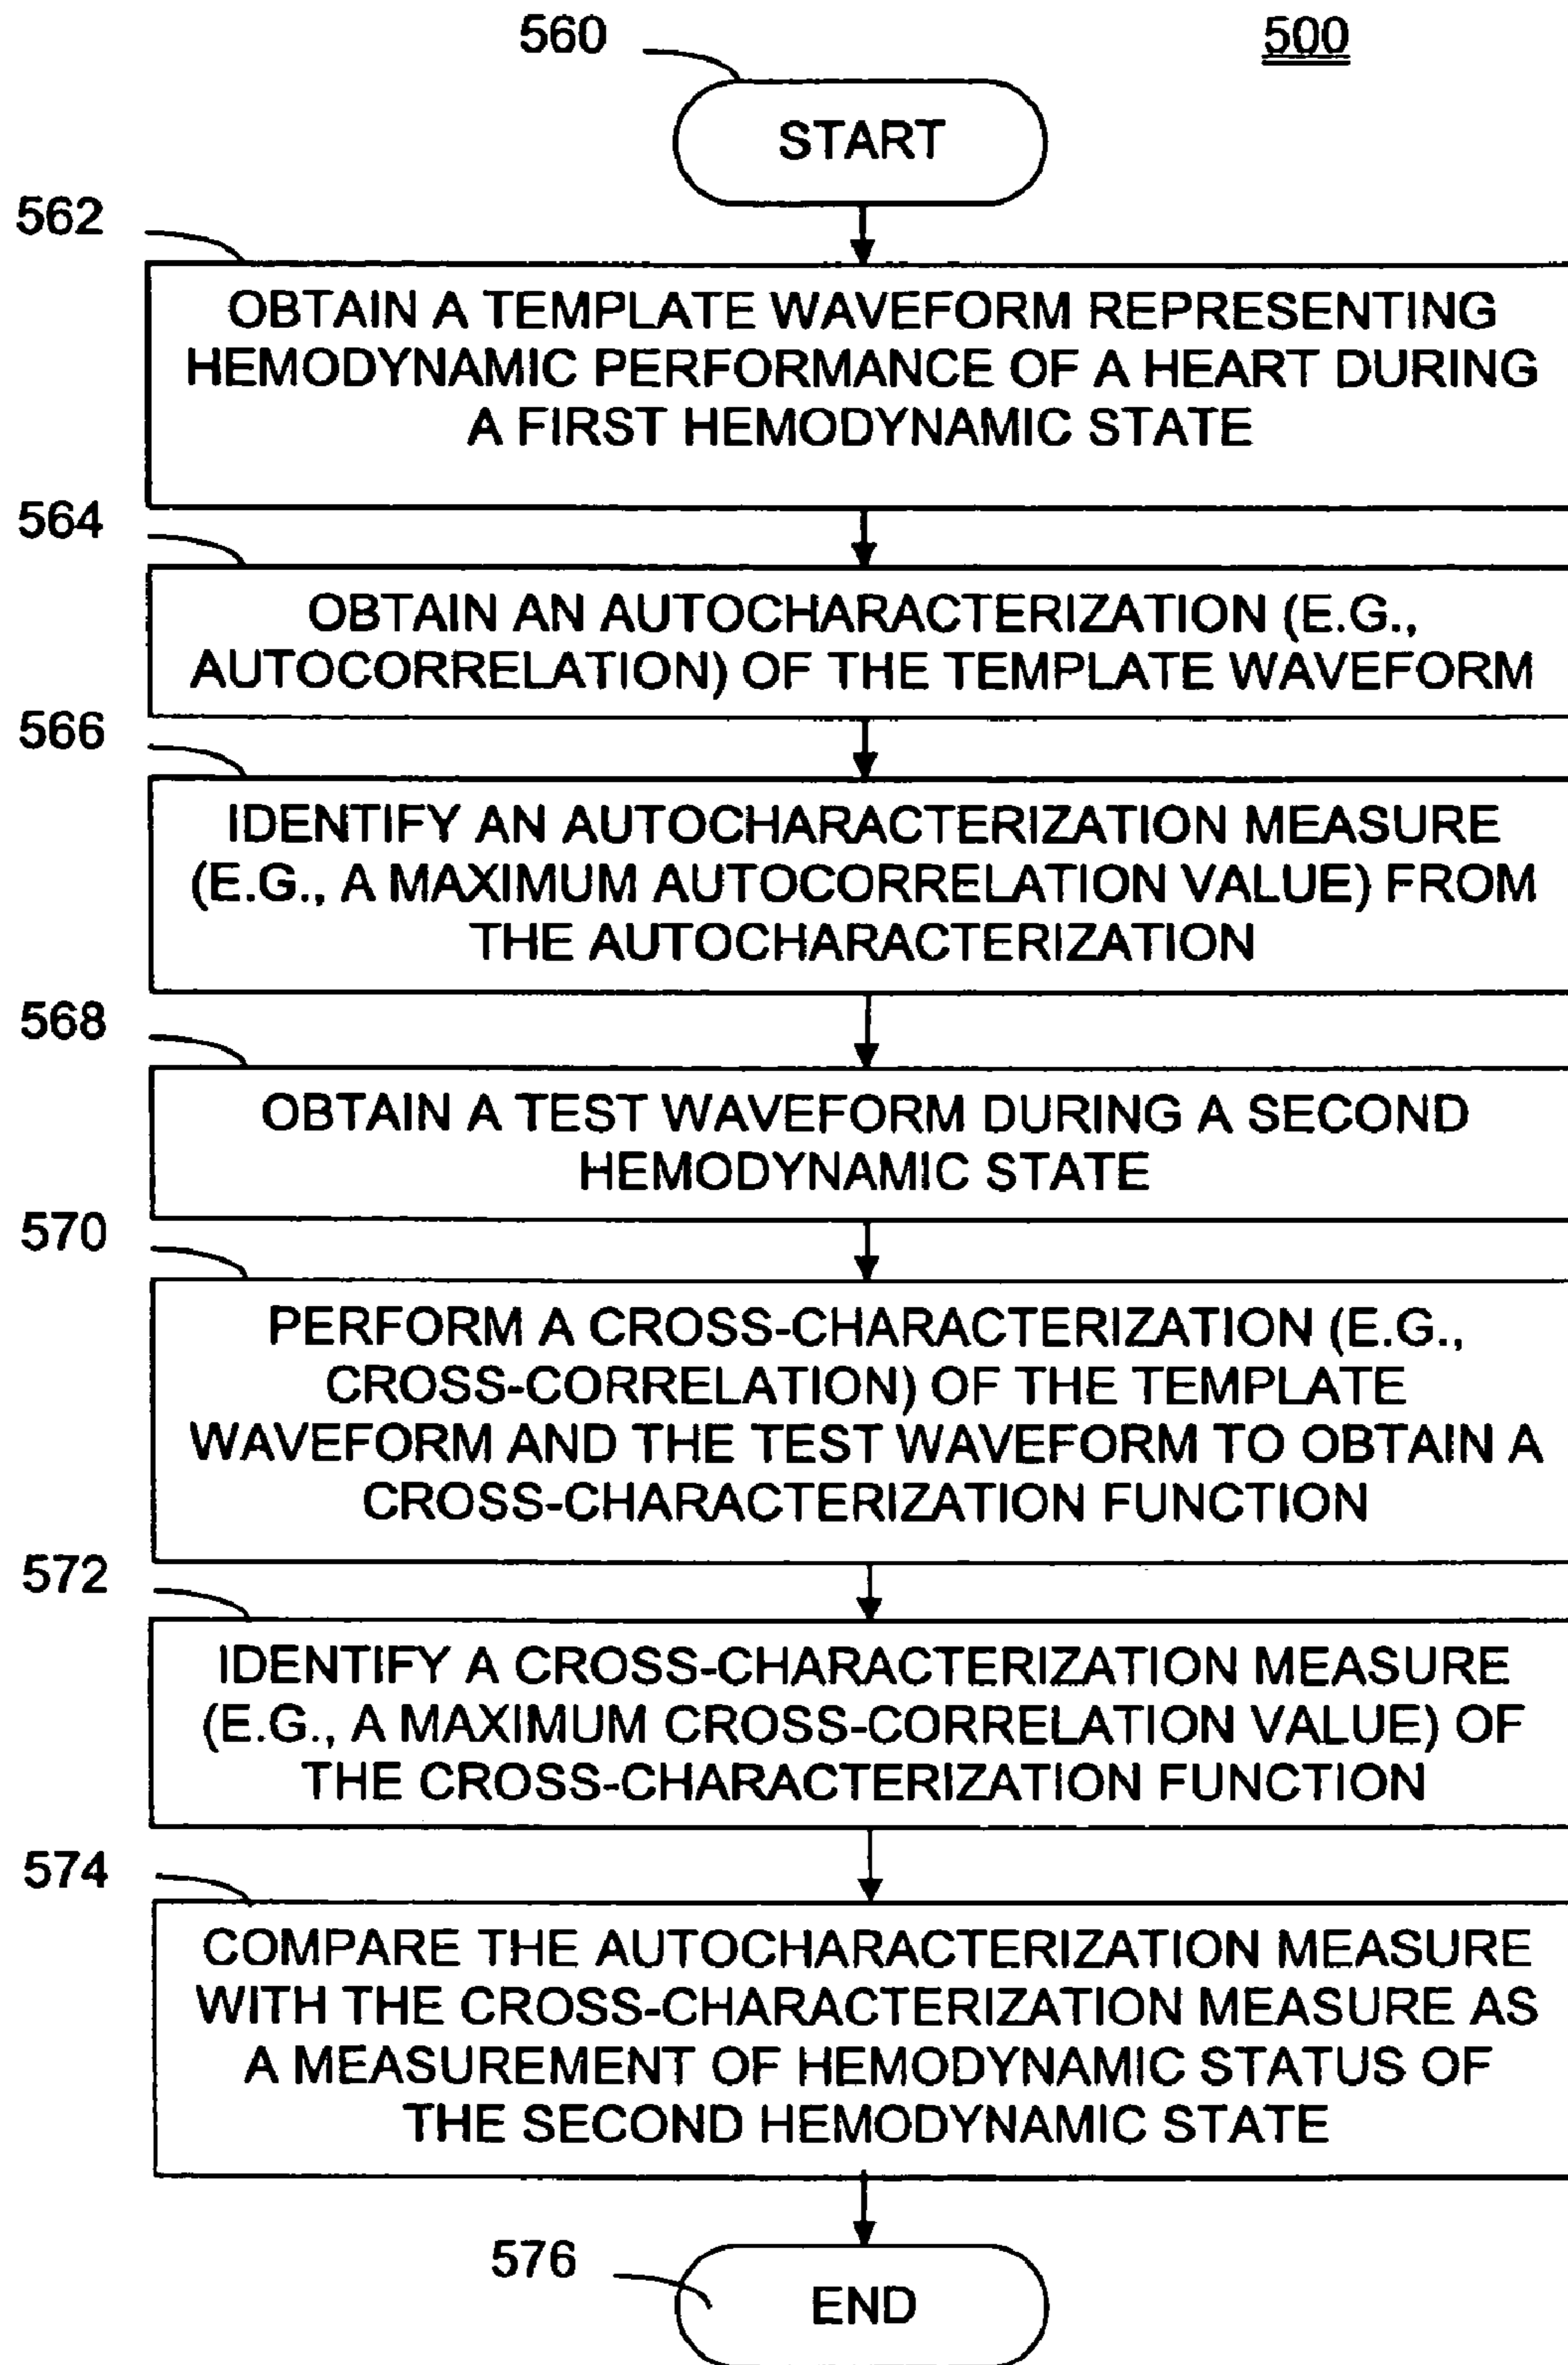 560
500
START
562
OBTAIN A TEMPLATE WAVEFORM REPRESENTING
HEMODYNAMIC PERFORMANCE OF A HEART DURING
A FIRST HEMODYNAMIC STATE
564
OBTAIN AN AUTOCHARACTERIZATION (E.G.,
AUTOCORRELATION) OF THE TEMPLATE WAVEFORM
566
IDENTIFY AN AUTOCHARACTERIZATION MEASURE
(E.G., A MAXIMUM AUTOCORRELATION VALUE) FROM
THE AUTOCHARACTERIZATION
568
OBTAIN A TEST WAVEFORM DURING A SECOND
HEMODYNAMIC STATE
570
PERFORM A CROSS-CHARACTERIZATION (E.G.,
CROSS-CORRELATION) OF THE TEMPLATE
WAVEFORM AND THE TEST WAVEFORM TO OBTAIN A
CROSS-CHARACTERIZATION FUNCTION
572
IDENTIFY A CROSS-CHARACTERIZATION MEASURE
(E.G., A MAXIMUM CROSS-CORRELATION VALUE) OF
THE CROSS-CHARACTERIZATION FUNCTION
574
COMPARE THE AUTOCHARACTERIZATION MEASURE
WITH THE CROSS-CHARACTERIZATION MEASURE AS
A MEASUREMENT OF HEMODYNAMIC STATUS OF
THE SECOND HEMODYNAMIC STATE
576
END